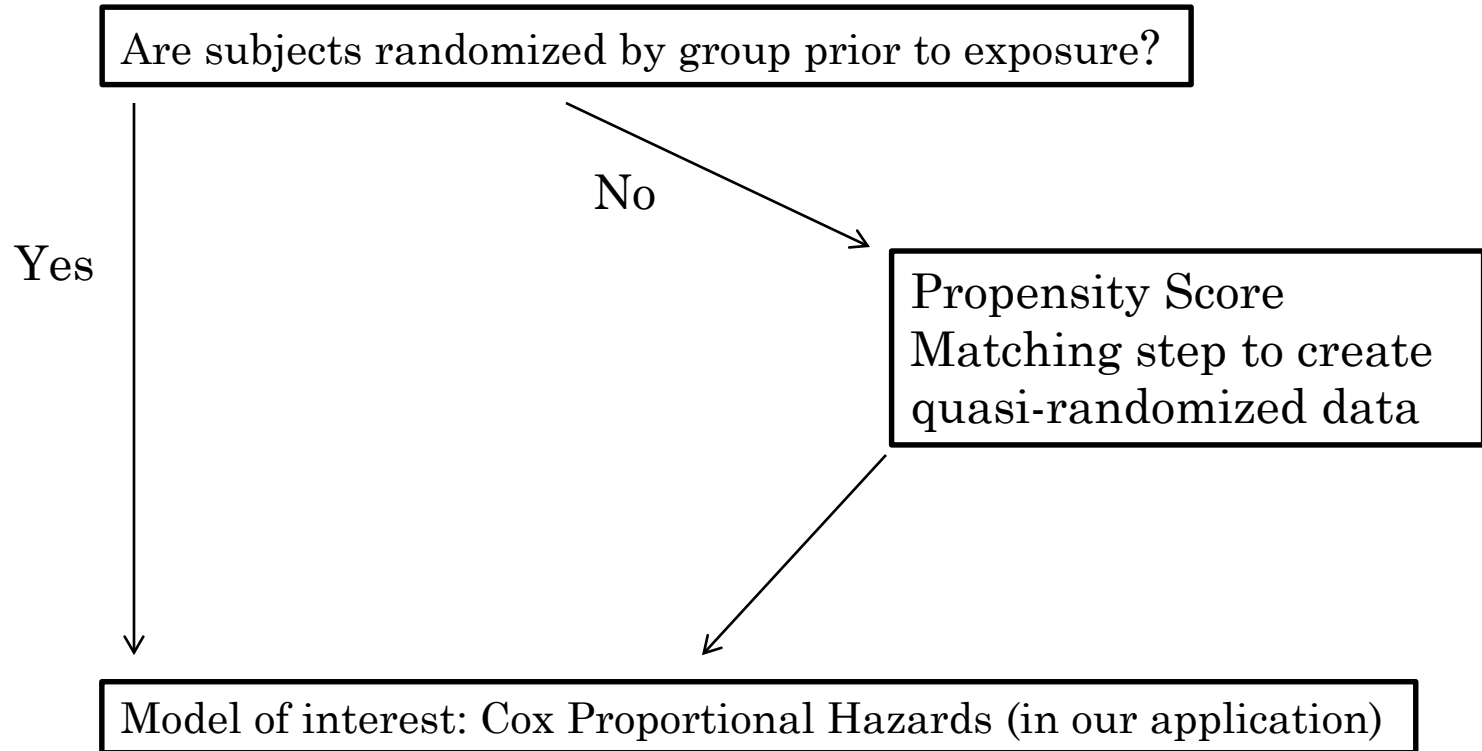 Are subjects randomized by group prior to exposure?
No
Yes
Propensity Score
Matching step to create
quasi-randomized data
Model of interest: Cox Proportional Hazards (in our application)